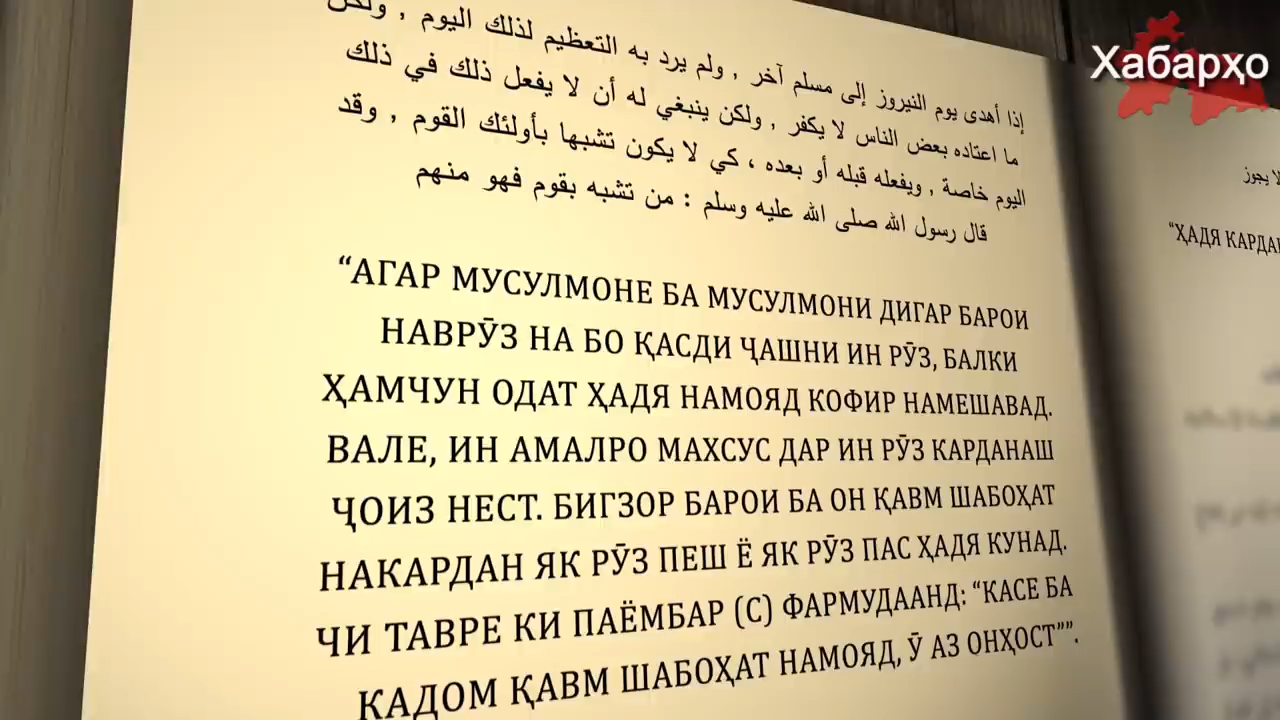 Хабарҳо
إذا أهدى يوم النيروز إلى مسلم آخر , ولم يرد به التعظيم لذلك اليوم , ولكن
ما اعتاده بعض الناس لا يكفر , ولكن ينبغي له أن لا يفعل ذلك في ذلك
اليوم خاصة , ويفعله قبله أو بعده ، كي لا يكون تشبها بأولئك القوم , وقد
قال رسول الله صلى الله عليه وسلم : من تشبه بقوم فهو منهم
“АГАР МУСУЛМОНЕ БА МУСУЛМОНИ ДИГАР БАРОИ
НАВРӮЗ НА БО ҚАСДИ ҶАШНИ ИН РӮЗ, БАЛКИ
ҲАМЧУН ОДАТ ҲАДЯ НАМОЯД КОФИР НАМЕШАВАД.
ВАЛЕ, ИН АМАЛРО МАХСУС ДАР ИН РӮЗ КАРДАНАШ
ҶОИЗ НЕСТ. БИГЗОР БАРОИ БА ОН ҚАВМ ШАБОҲАТ
НАКАРДАН ЯК РӮЗ ПЕШ Ё ЯК РӮЗ ПАС ҲАДЯ КУНАД.
ЧИ ТАВРЕ КИ ПАЁМБАР (С) ФАРМУДААНД: “КАСЕ БА
КАДОМ ҚАВМ ШАБОҲАТ НАМОЯД, Ӯ АЗ ОНҲОСТ””.
لا يجوز
“ҲАДЯ КАРДАН